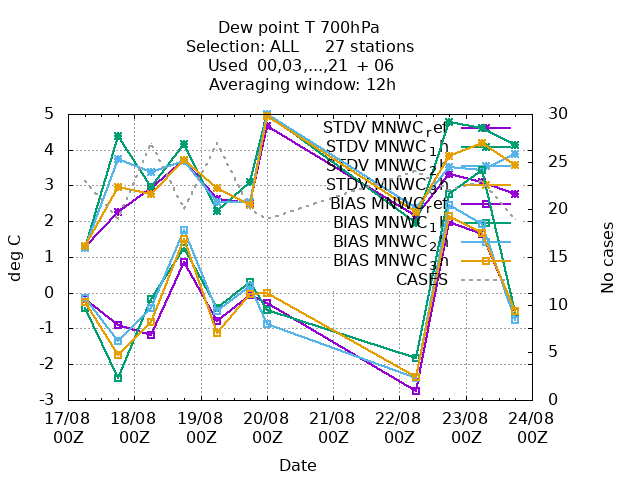 Dew point T 700hPa
Selection: ALL 27 stations
Used 00,03,...,21 + 06
Averaging window: 12h
5
4
3
2
1
0
-1
-2
-3
deg C
30
25
20
15
10
5
0
No cases
STDV MNWC_ref
STDV MNWC_1h
STDV MNWC_2h
STDV MNWC_3h
BIAS MNWC_ref
BIAS MNWC_1h
BIAS MNWC_2h
BIAS MNWC_3h
CASES
17/08 18/08 19/08 20/08 21/08 22/08 23/08 24/08
00Z 00Z 00Z 00Z 00Z 00Z 00Z 00Z
Date